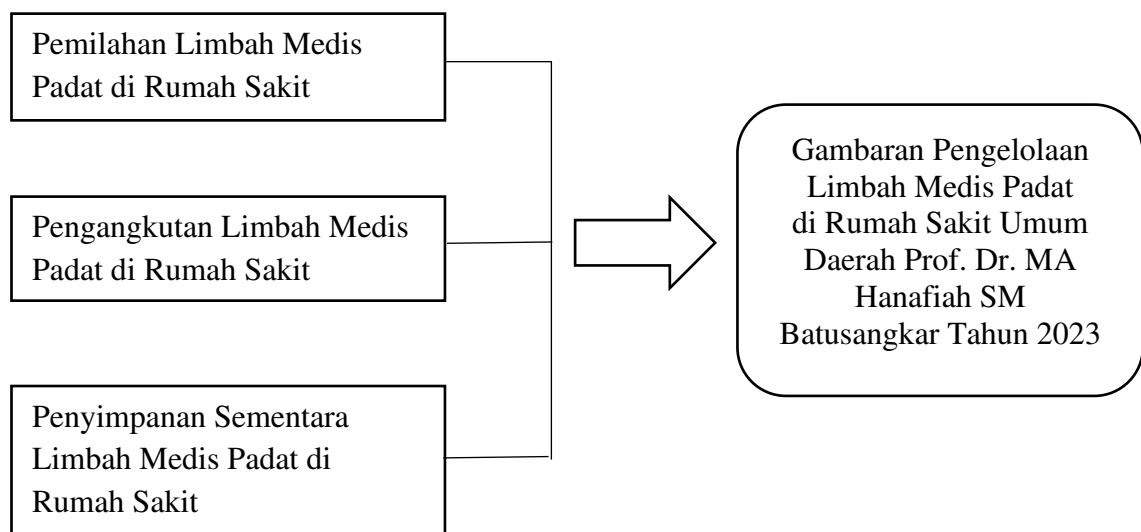 Pemilahan Limbah Medis
Padat di Rumah Sakit
Pengangkutan Limbah Medis
Padat di Rumah Sakit
Penyimpanan Sementara
Limbah Medis Padat di
Rumah Sakit
Gambaran Pengelolaan
Limbah Medis Padat
di Rumah Sakit Umum
Daerah Prof. Dr. MA
Hanafiah SM
Batusangkar Tahun 2023